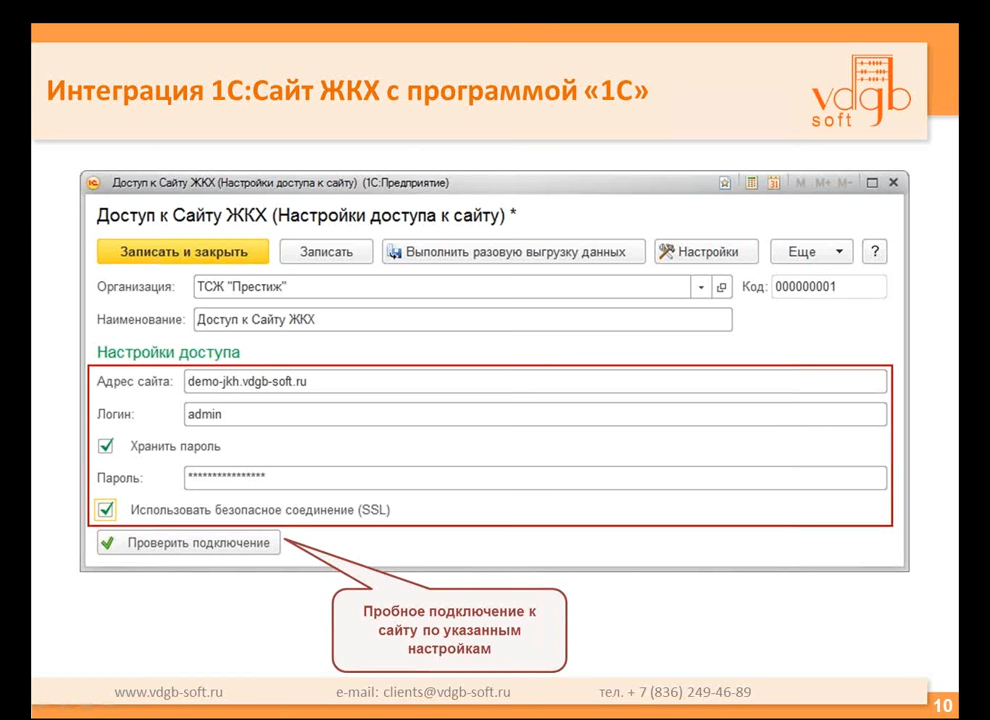 Интеграция 1С:Сайт ЖКХ с программой «1С»
vdgb
soft
Доступ к Сайту ЖКХ (Настройки доступа к сайту) (1С:Предприятие)
31 M M+ M-
Доступ к Сайту ЖКХ (Настройки доступа к сайту) *
Записать и закрыть Записать Выполнить разовую выгрузку данных Настройки Еще ?
Организация: ТСЖ "Престиж" Код: 000000001
Наименование: Доступ к Сайту ЖКХ
Настройки доступа
Адрес сайта: demo-jkh.vdgb-soft.ru
Логин: admin
Хранить пароль
Пароль: ****************
Использовать безопасное соединение (SSL)
Проверить подключение
Пробное подключение к
сайту по указанным
настройкам
www.vdgb-soft.ru e-mail: clients@vdgb-soft.ru тел. + 7 (836) 249-46-89
10